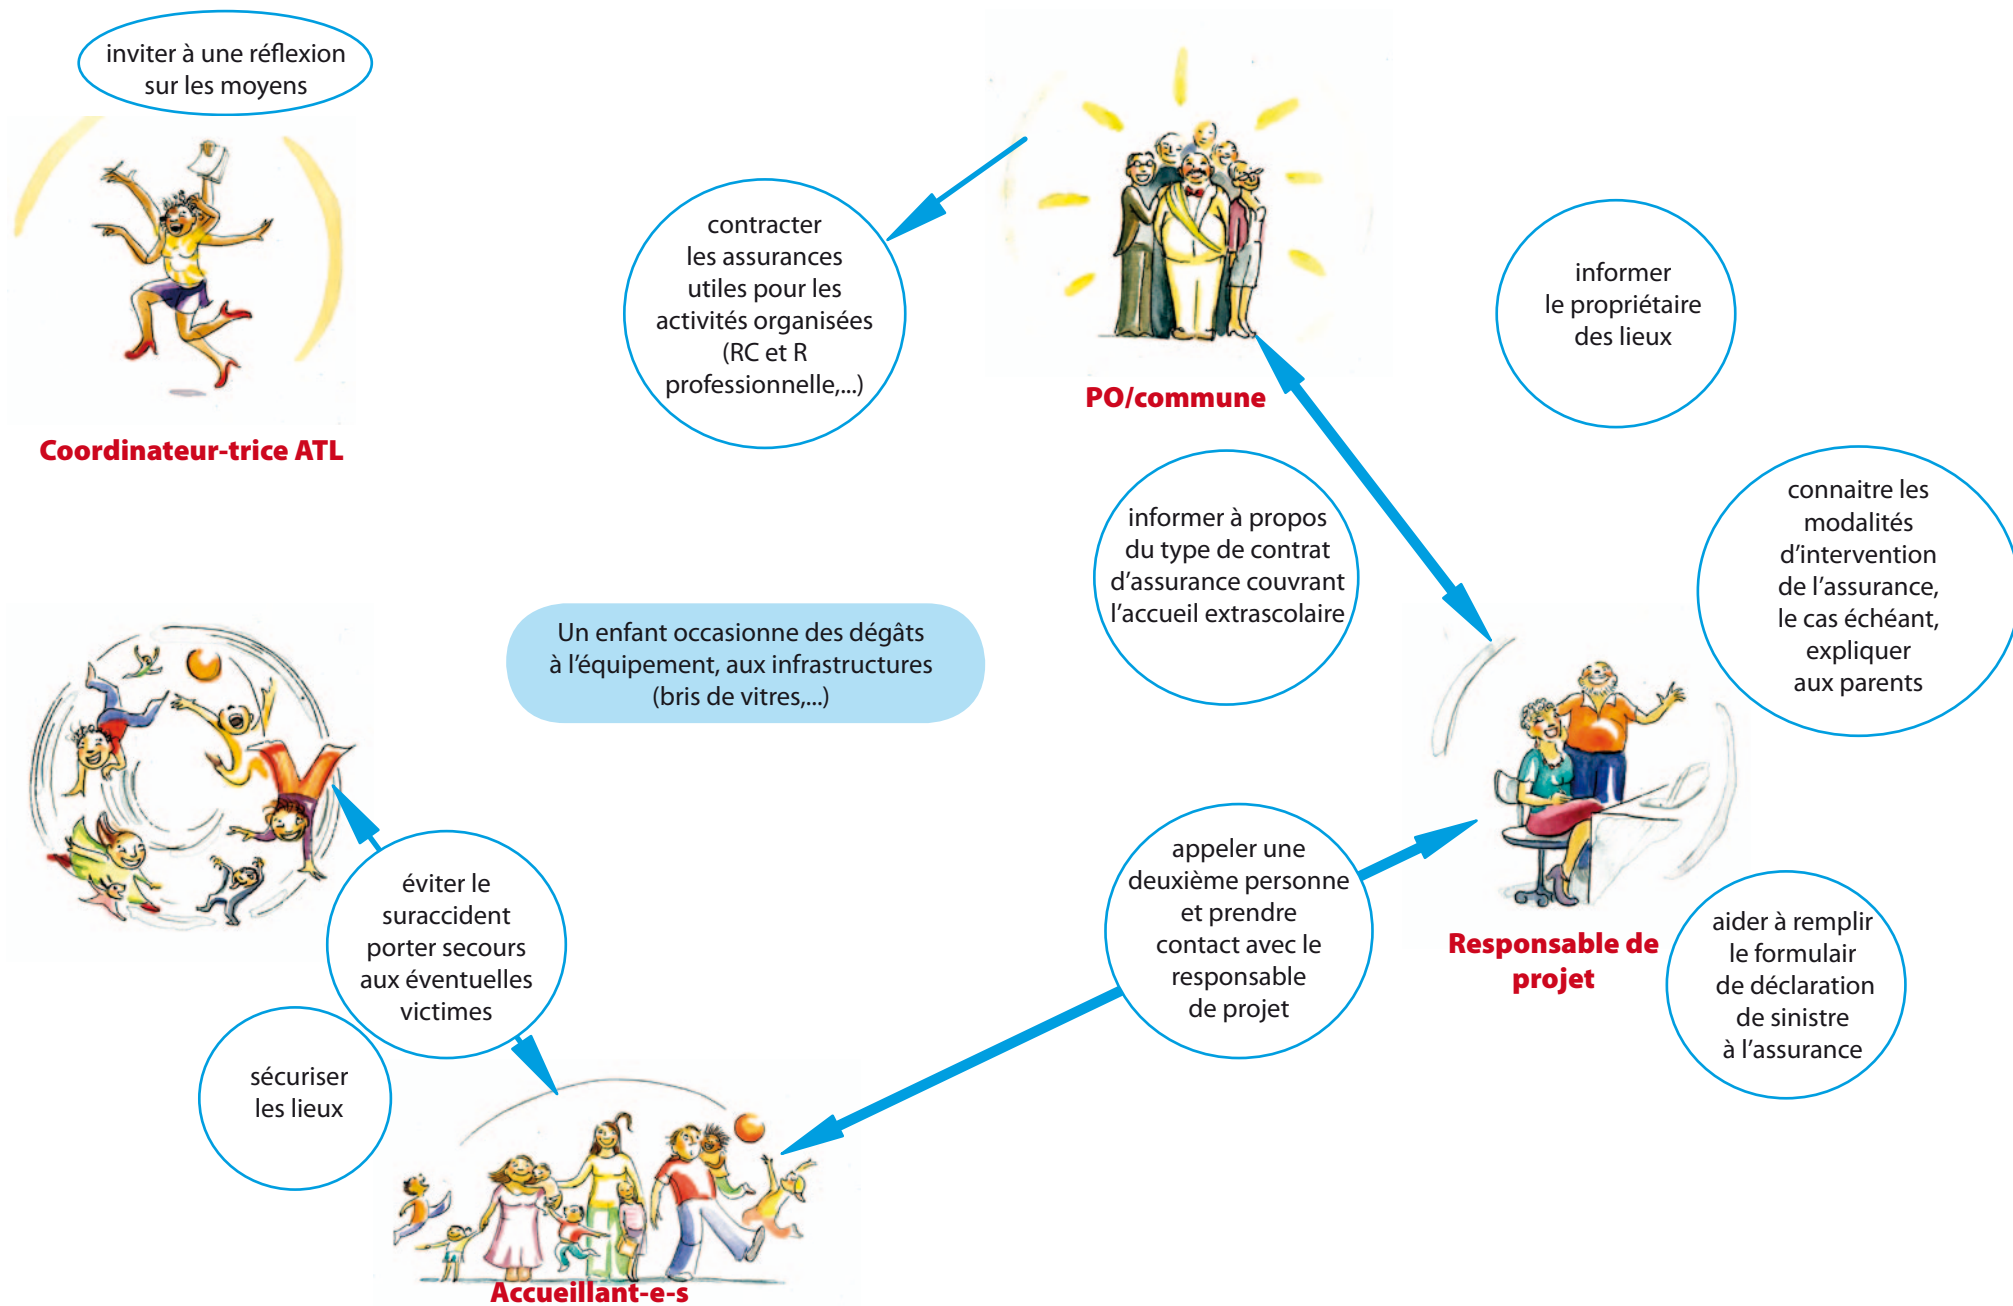 inviter à une réflexion
sur les moyens
Coordinateur-trice ATL
contracter
les assurances
utiles pour les
activités organisées
(RC et R
professionnelle,...)
PO/commune
informer
le propriétaire
des lieux
informer à propos
du type de contrat
d’assurance couvrant
l’accueil extrascolaire
connaitre les
modalités
d’intervention
de l’assurance,
le cas échéant,
expliquer
aux parents
Un enfant occasionne des dégâts
à l’équipement, aux infrastructures
(bris de vitres,...)
éviter le
suraccident
porter secours
aux éventuelles
victimes
sécuriser
les lieux
appeler une
deuxième personne
et prendre
contact avec le
responsable
de projet
Responsable de
projet
aider à remplir
le formulair
de déclaration
de sinistre
à l’assurance
Accueillant-e-s